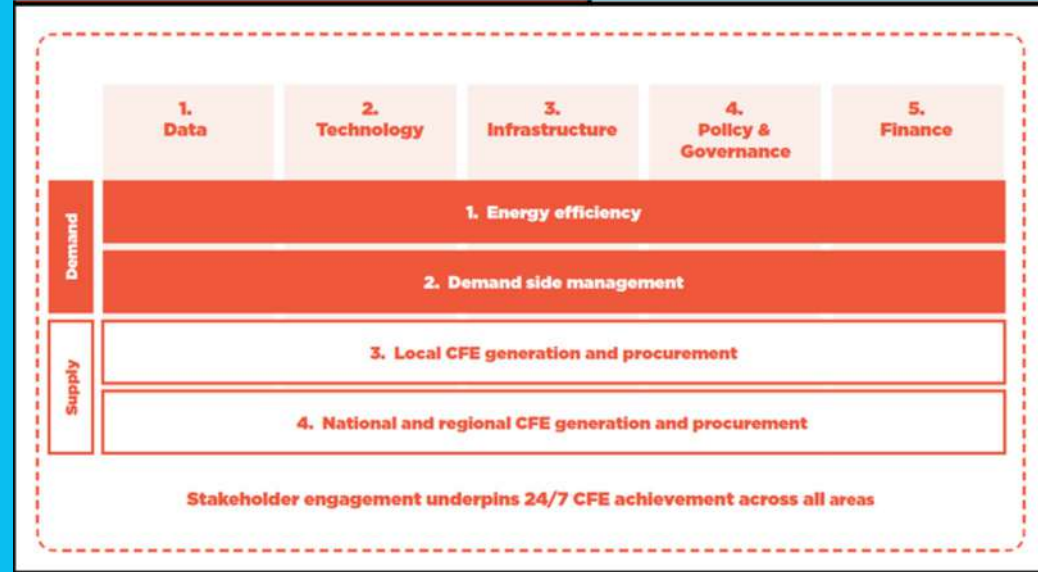 1.
Data
2.
Technology
3.
Infrastructure
4.
Policy &
Governance
5.
Finance
Demand
1. Energy efficiency
2. Demand side management
Supply
3. Local CFE generation and procurement
4. National and regional CFE generation and procurement
Stakeholder engagement underpins 24/7 CFE achievement across all areas